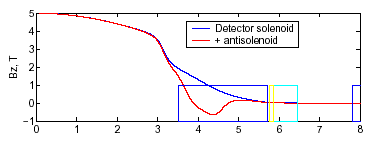 5
4
3
2
1
0
-1
Bz, T
Detector solenoid
+ antisolenoid
0 1 2 3 4 5 6 7 8